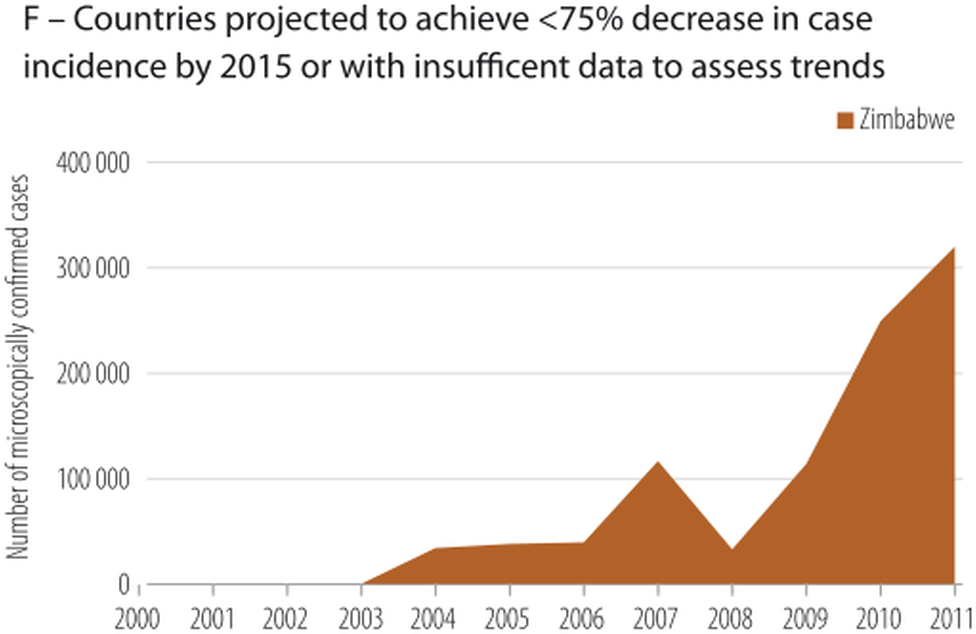 F – Countries projected to achieve <75% decrease in case
incidence by 2015 or with insufficent data to assess trends
Zimbabwe
Number of microscopically confirmed cases
400 000
300 000
200 000
100 000
0
2000 2001 2002 2003 2004 2005 2006 2007 2008 2009 2010 2011